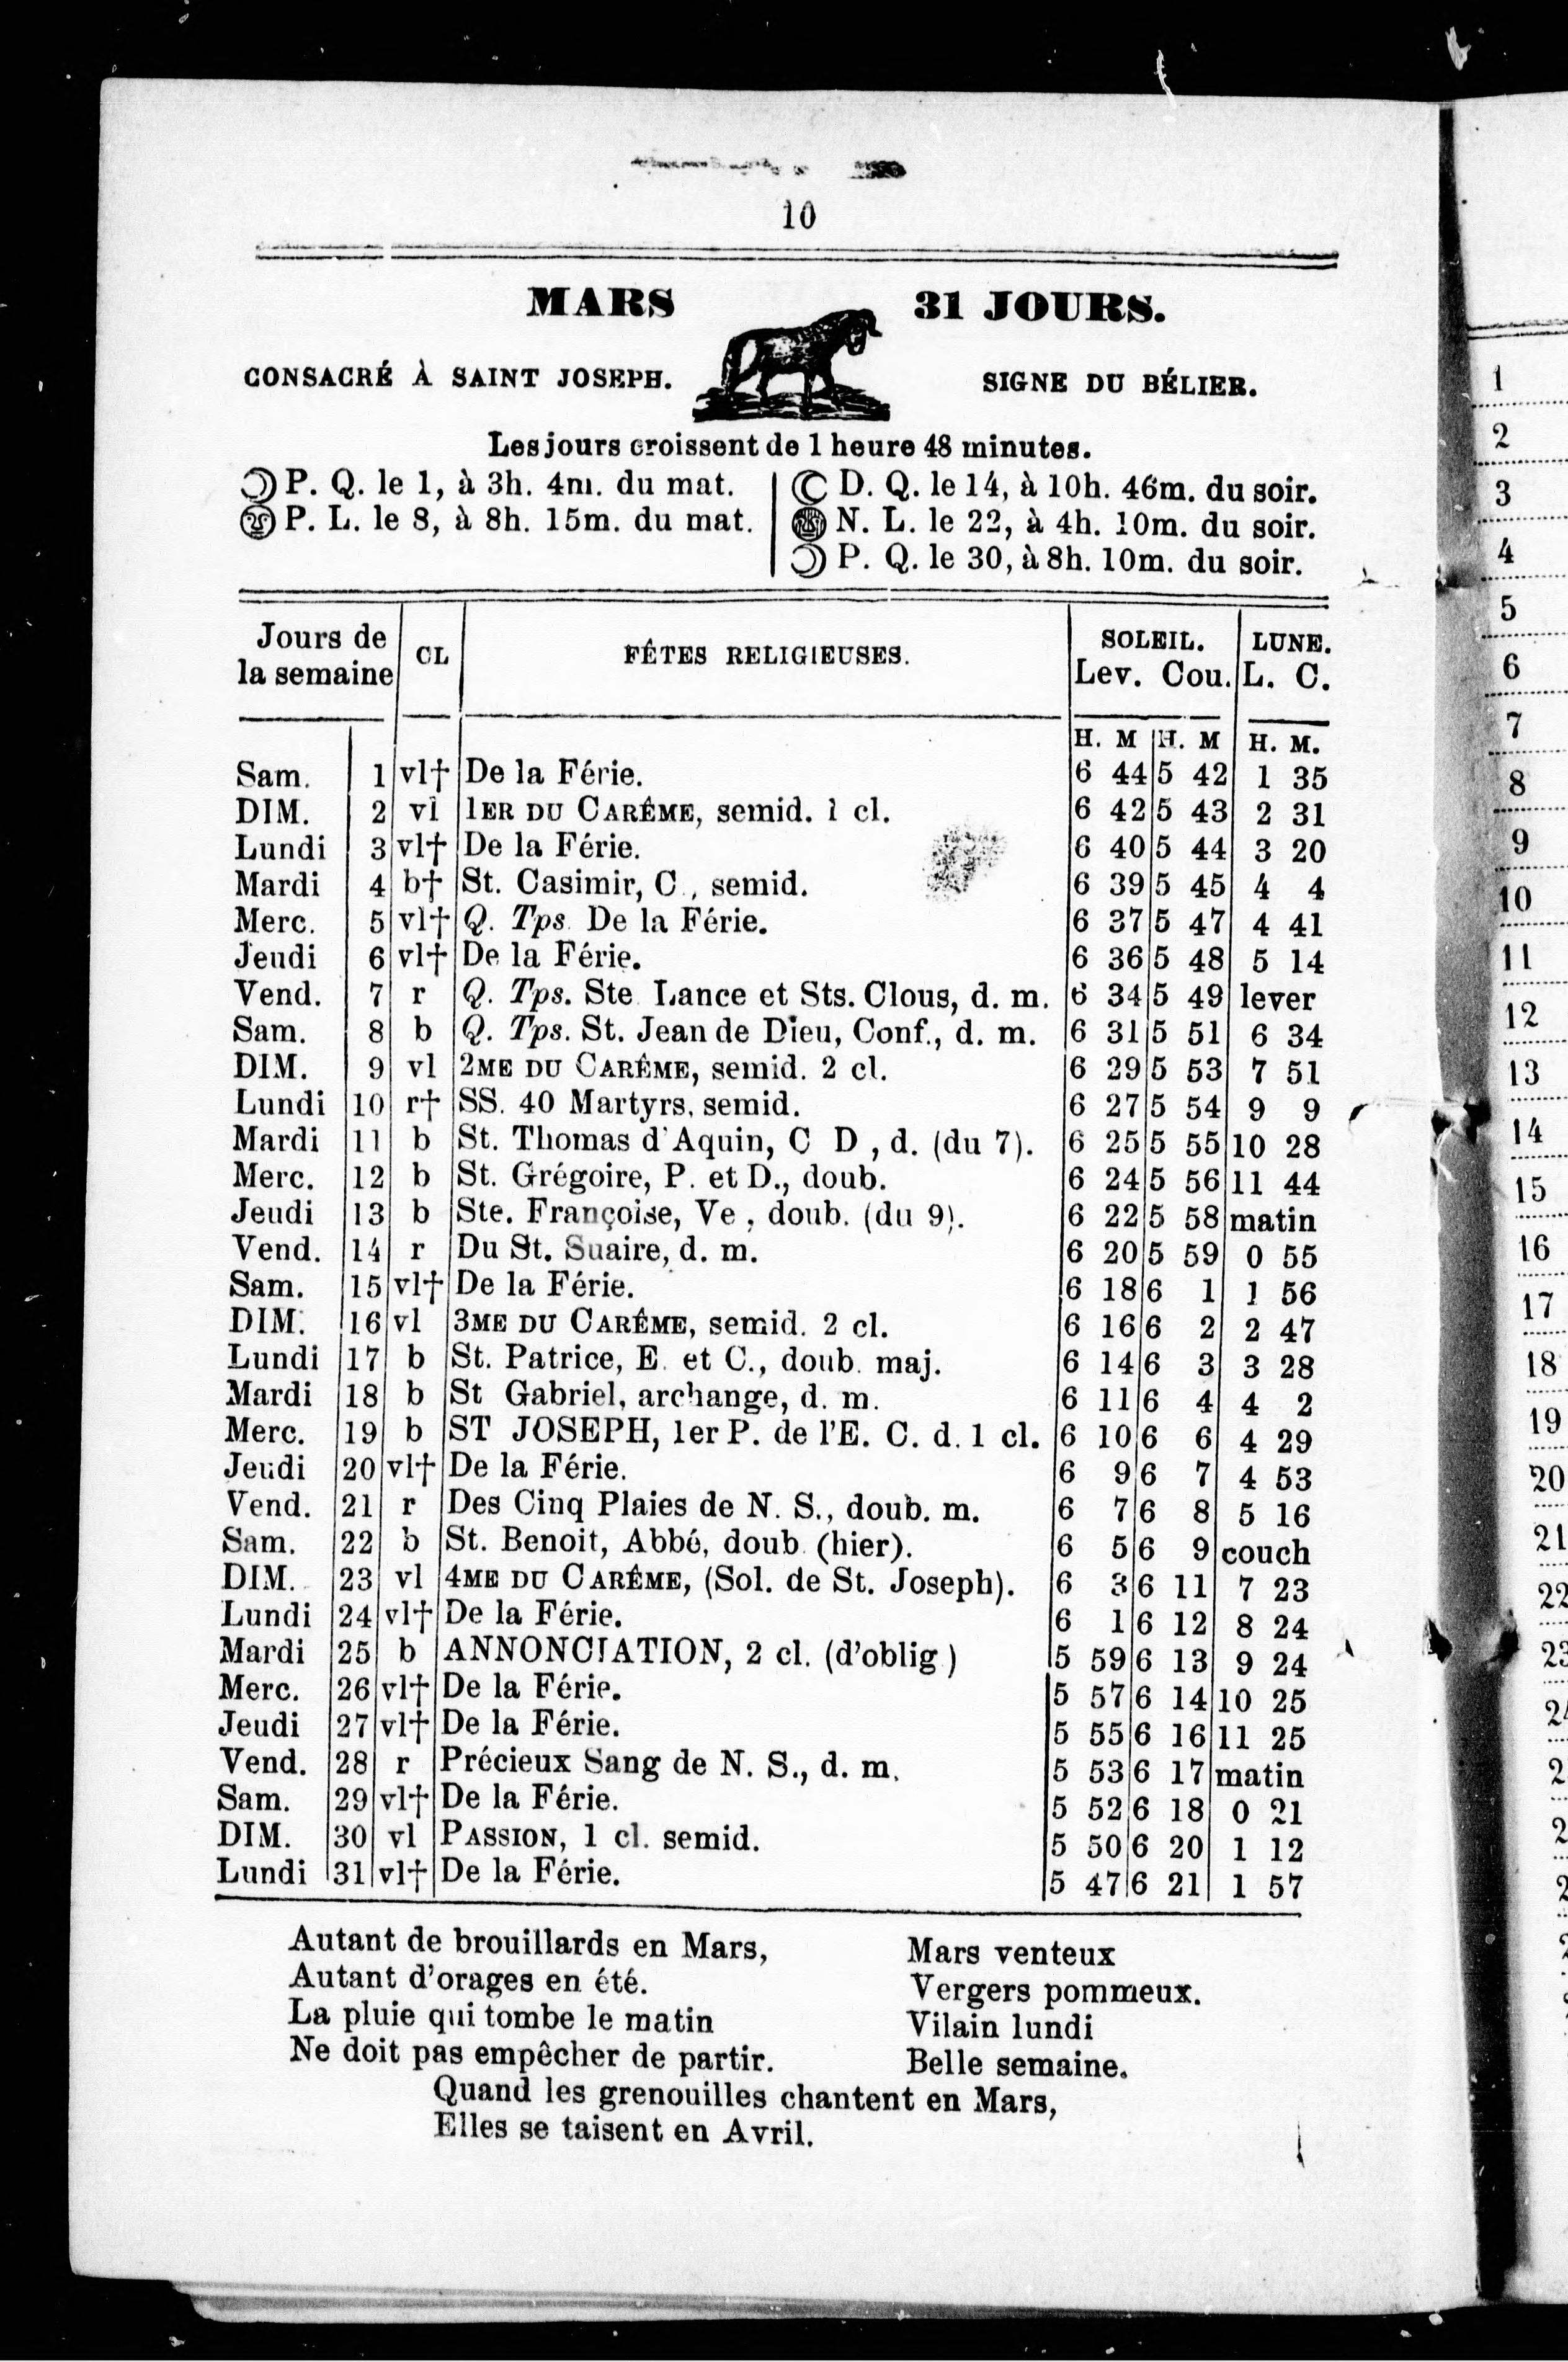 10
MARS 31 JOURS.
CONSACRÉ À SAINT JOSEPH. SIGNE DU BÉLIER.
Les jours croissent de 1 heure 48 minutes.
P. Q. le 1, à 3h. 4m. du mat.
P. L. le 8, à 8h. 15m. du mat.
D. Q. le 14, à 10h. 46m. du soir.
N. L. le 22, à 4h. 10m. du soir.
P. Q. le 30, à 8h. 10m. du soir.
Jours de la semaine CL FÊTES RELIGIEUSES. SOLEIL. LUNE.
Lev. Cou. L. C.
H. M H. M H. M.
Sam. 1 vl† De la Férie. 6 44 5 42 1 35
DIM. 2 vl 1ER DU CARÊME, semid. 1 cl. 6 42 5 43 2 31
Lundi 3 vl† De la Férie. 6 40 5 44 3 20
Mardi 4 b† St. Casimir, C., semid. 6 39 5 45 4 4
Merc. 5 vl† Q. Tps. De la Férie. 6 37 5 47 4 41
Jeudi 6 vl† De la Férie. 6 36 5 48 5 14
Vend. 7 r Q. Tps. Ste Lance et Sts. Clous, d. m. 6 34 5 49 lever
Sam. 8 b Q. Tps. St. Jean de Dieu, Conf., d. m. 6 31 5 51 6 34
DIM. 9 vl 2ME DU CARÊME, semid. 2 cl. 6 29 5 53 7 51
Lundi 10 r† SS. 40 Martyrs, semid. 6 27 5 54 9 9
Mardi 11 b St. Thomas d'Aquin, C D, d. (du 7). 6 25 5 55 10 28
Merc. 12 b St. Grégoire, P. et D., doub. 6 24 5 56 11 44
Jeudi 13 b Ste. Françoise, Ve, doub. (du 9). 6 22 5 58 matin
Vend. 14 r Du St. Suaire, d. m. 6 20 5 59 0 55
Sam. 15 vl† De la Férie. 6 18 6 1 1 56
DIM. 16 vl 3ME DU CARÊME, semid. 2 cl. 6 16 6 2 2 47
Lundi 17 b St. Patrice, E. et C., doub. maj. 6 14 6 3 3 28
Mardi 18 b St Gabriel, archange, d. m. 6 11 6 4 4 2
Merc. 19 b ST JOSEPH, 1er P. de l'E. C. d. 1 cl. 6 10 6 6 4 29
Jeudi 20 vl† De la Férie. 6 9 6 7 4 53
Vend. 21 r Des Cinq Plaies de N. S., doub. m. 6 7 6 8 5 16
Sam. 22 b St. Benoit, Abbé, doub. (hier). 6 5 6 9 couch
DIM. 23 vl 4ME DU CARÊME, (Sol. de St. Joseph). 6 3 6 11 7 23
Lundi 24 vl† De la Férie. 6 1 6 12 8 24
Mardi 25 b ANNONCIATION, 2 cl. (d'oblig) 5 59 6 13 9 24
Merc. 26 vl† De la Férie. 5 57 6 14 10 25
Jeudi 27 vl† De la Férie. 5 55 6 16 11 25
Vend. 28 r Précieux Sang de N. S., d. m. 5 53 6 17 matin
Sam. 29 vl† De la Férie. 5 52 6 18 0 21
DIM. 30 vl PASSION, 1 cl. semid. 5 50 6 20 1 12
Lundi 31 vl† De la Férie. 5 47 6 21 1 57
Autant de brouillards en Mars,
Autant d'orages en été.
La pluie qui tombe le matin
Ne doit pas empêcher de partir.
Mars venteux
Vergers pommeux.
Vilain lundi
Belle semaine.
Quand les grenouilles chantent en Mars,
Elles se taisent en Avril.
1
2
3
4
5
6
7
8
9
10
11
12
13
14
15
16
17
18
19
20
21
22
23